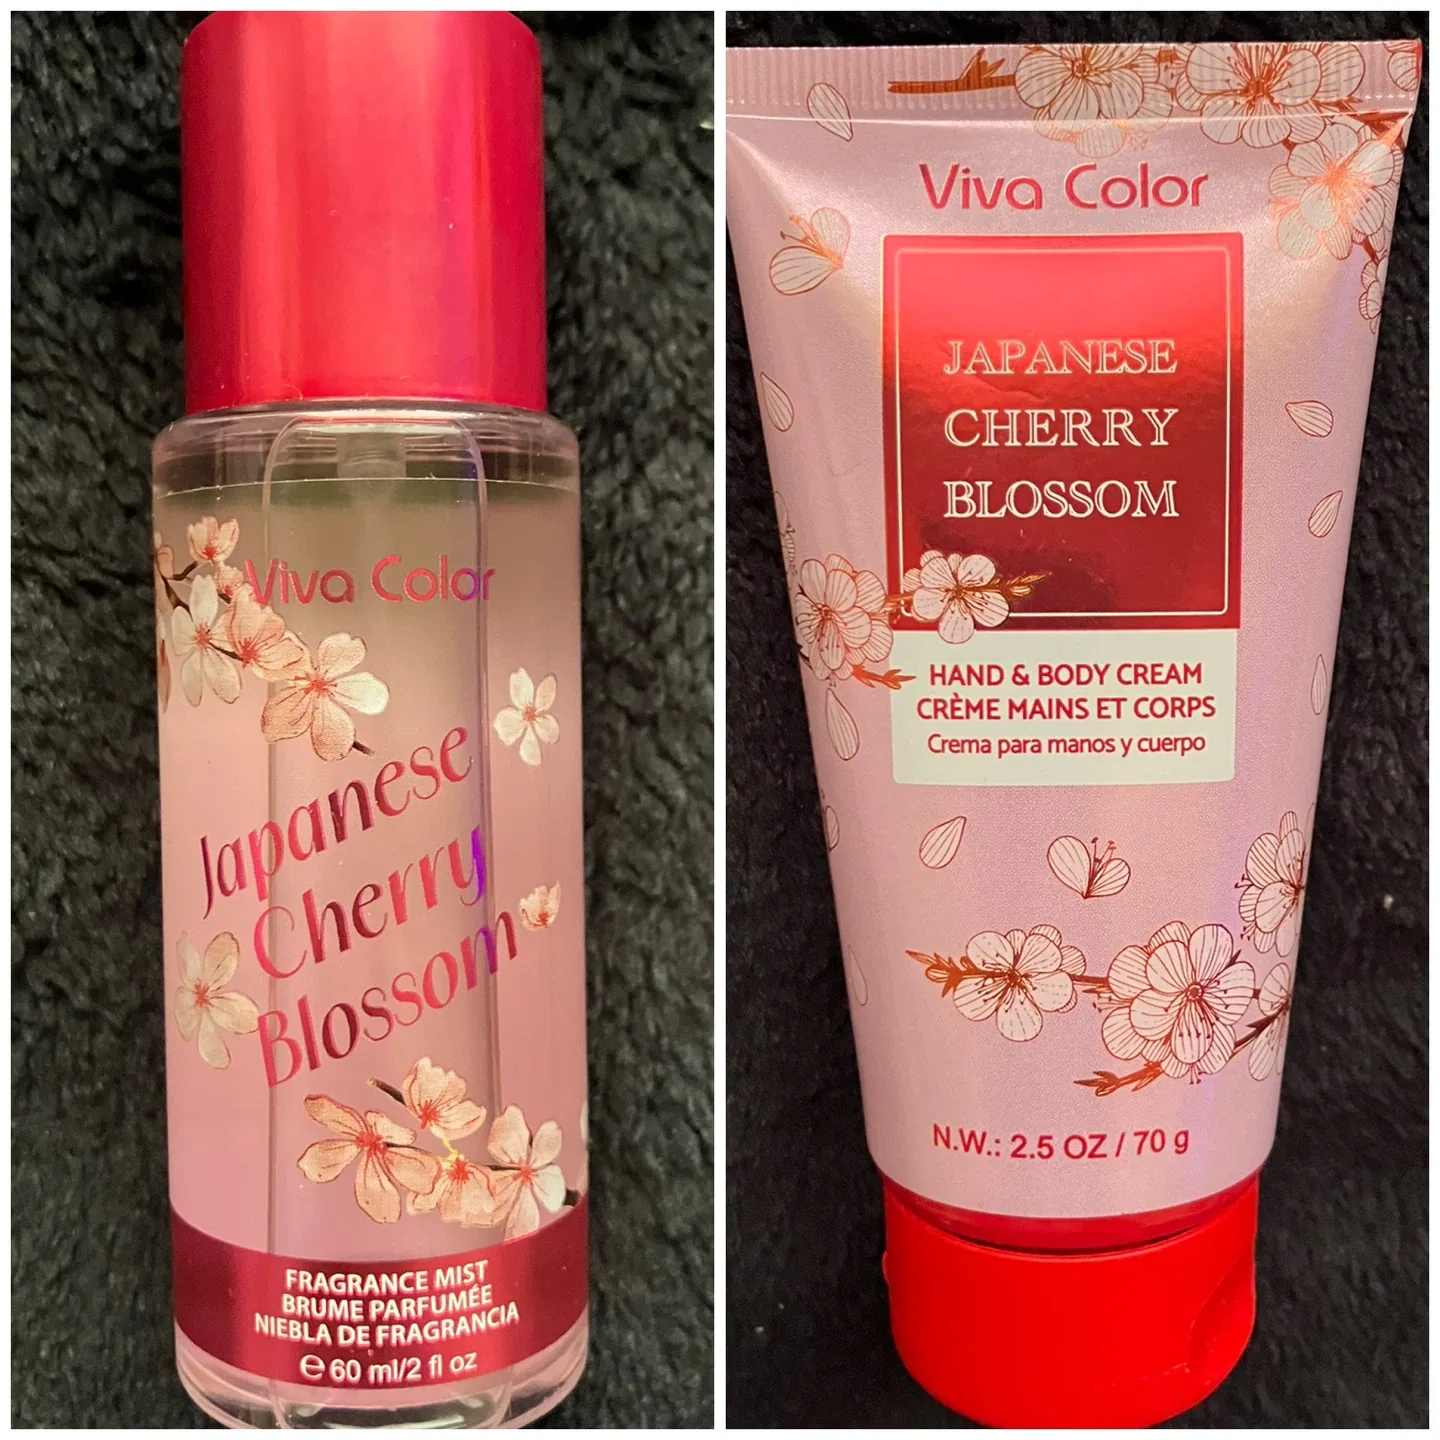 Viva Color
Japanese
Cherry
Blossom
FRAGRANCE MIST
BRUME PARFUMÉE
NIEBLA DE FRAGRANCIA
℮ 60 ml/2 fl oz
Viva Color
JAPANESE
CHERRY
BLOSSOM
HAND & BODY CREAM
CRÈME MAINS ET CORPS
Crema para manos y cuerpo
N.W.: 2.5 OZ / 70 g